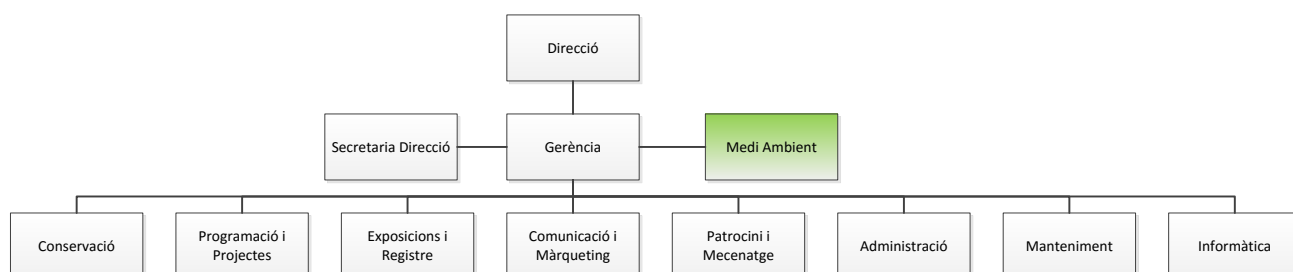 Direcció
Secretaria Direcció
Gerència
Medi Ambient
Conservació
Programació i
Projectes
Exposicions i
Registre
Comunicació i
Màrqueting
Patrocini i
Mecenatge
Administració
Manteniment
Informàtica